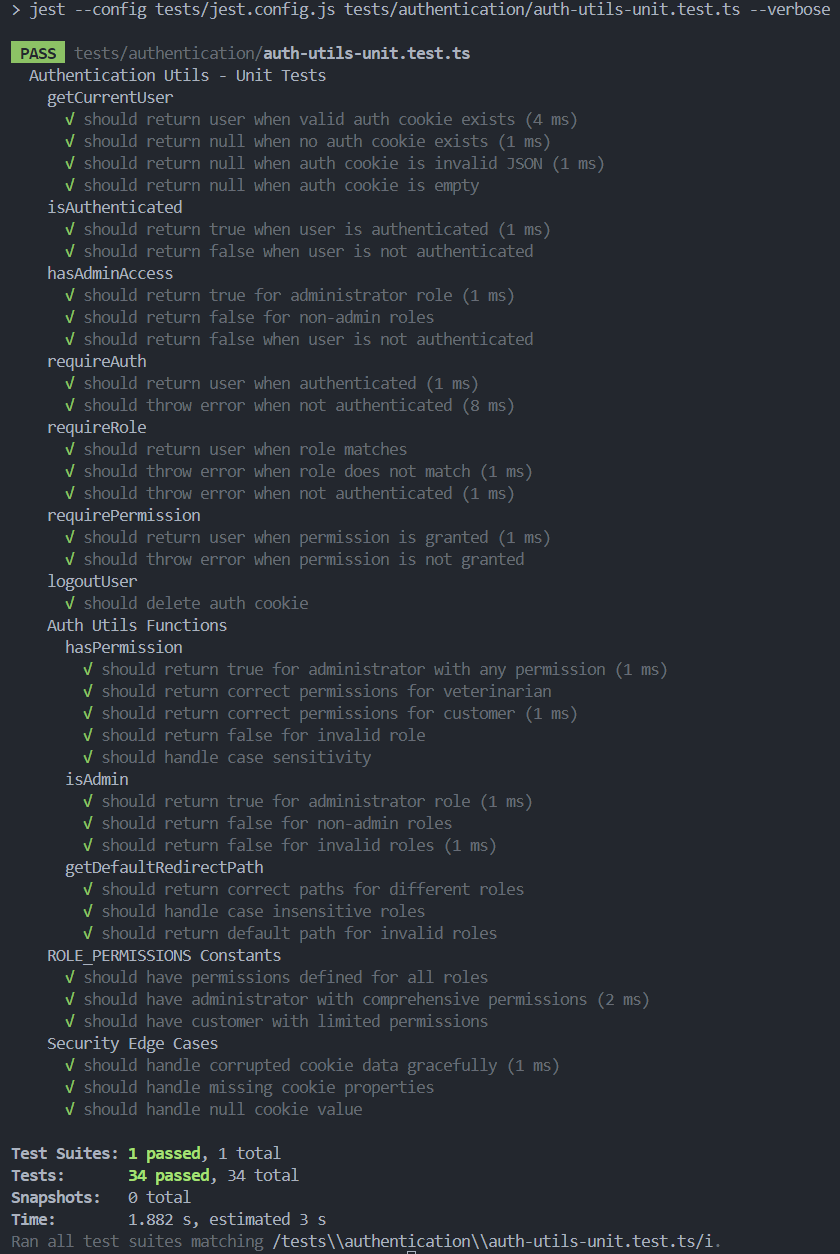 > jest --config tests/jest.config.js tests/authentication/auth-utils-unit.test.ts --verbose
PASS tests/authentication/auth-utils-unit.test.ts
Authentication Utils - Unit Tests
getCurrentUser
√ should return user when valid auth cookie exists (4 ms)
√ should return null when no auth cookie exists (1 ms)
√ should return null when auth cookie is invalid JSON (1 ms)
√ should return null when auth cookie is empty
isAuthenticated
√ should return true when user is authenticated (1 ms)
√ should return false when user is not authenticated
hasAdminAccess
√ should return true for administrator role (1 ms)
√ should return false for non-admin roles
√ should return false when user is not authenticated
requireAuth
√ should return user when authenticated (1 ms)
√ should throw error when not authenticated (8 ms)
requireRole
√ should return user when role matches
√ should throw error when role does not match (1 ms)
√ should throw error when not authenticated (1 ms)
requirePermission
√ should return user when permission is granted (1 ms)
√ should throw error when permission is not granted
logoutUser
√ should delete auth cookie
Auth Utils Functions
hasPermission
√ should return true for administrator with any permission (1 ms)
√ should return correct permissions for veterinarian
√ should return correct permissions for customer (1 ms)
√ should return false for invalid role
√ should handle case sensitivity
isAdmin
√ should return true for administrator role (1 ms)
√ should return false for non-admin roles
√ should return false for invalid roles (1 ms)
getDefaultRedirectPath
√ should return correct paths for different roles
√ should handle case insensitive roles
√ should return default path for invalid roles
ROLE_PERMISSIONS Constants
√ should have permissions defined for all roles
√ should have administrator with comprehensive permissions (2 ms)
√ should have customer with limited permissions
Security Edge Cases
√ should handle corrupted cookie data gracefully (1 ms)
√ should handle missing cookie properties
√ should handle null cookie value
Test Suites: 1 passed, 1 total
Tests: 34 passed, 34 total
Snapshots: 0 total
Time: 1.882 s, estimated 3 s
Ran all test suites matching /tests\\authentication\\auth-utils-unit.test.ts/i.